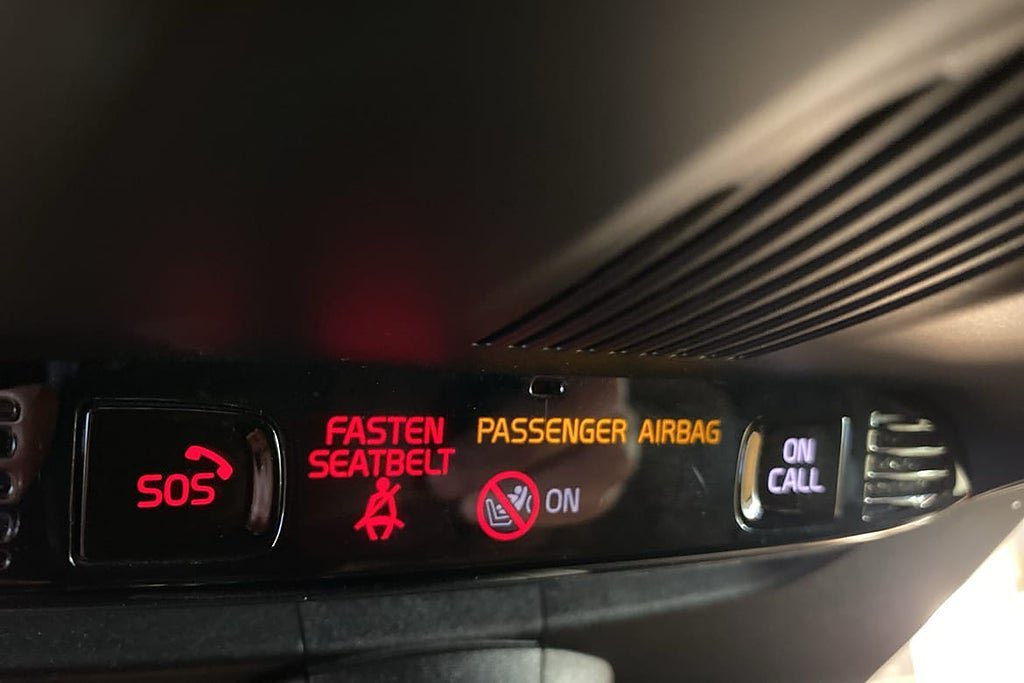 SOS
FASTEN
SEATBELT
PASSENGER AIRBAG
ON
ON
CALL